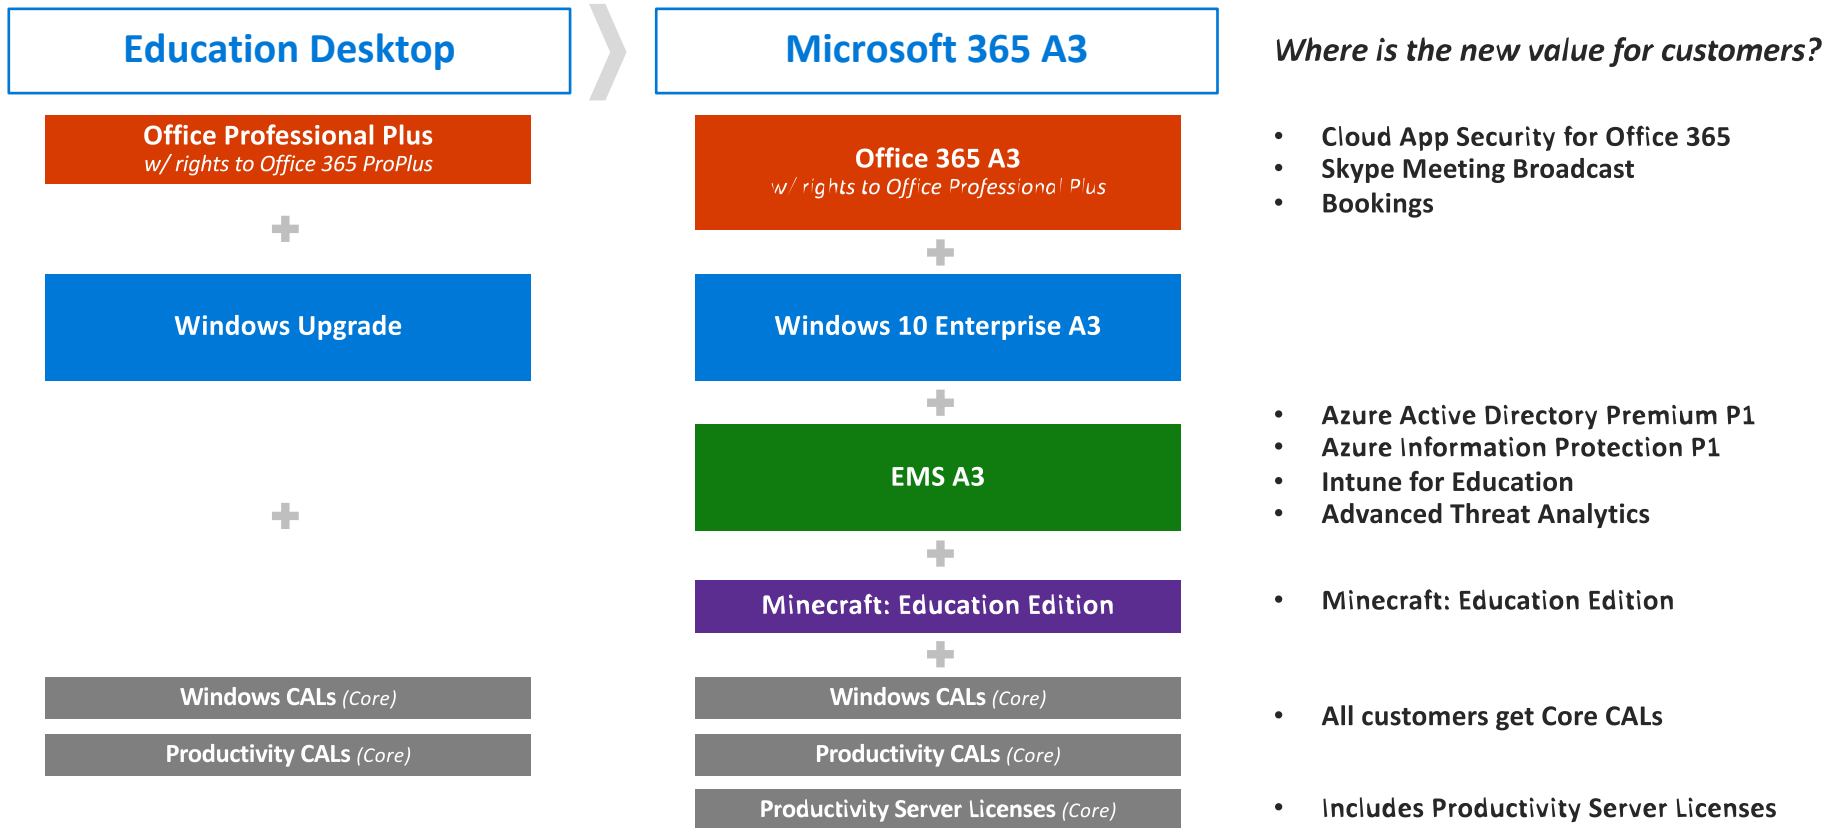 Education Desktop
Microsoft 365 A3
Where is the new value for customers?
Office Professional Plus
w/ rights to Office 365 ProPlus
Office 365 A3
w/ rights to Office Professional Plus
• Cloud App Security for Office 365
• Skype Meeting Broadcast
• Bookings
Windows Upgrade
Windows 10 Enterprise A3
EMS A3
• Azure Active Directory Premium P1
• Azure Information Protection P1
• Intune for Education
• Advanced Threat Analytics
Minecraft: Education Edition
• Minecraft: Education Edition
Windows CALs (Core)
Windows CALs (Core)
• All customers get Core CALs
Productivity CALs (Core)
Productivity CALs (Core)
Productivity Server Licenses (Core)
• Includes Productivity Server Licenses